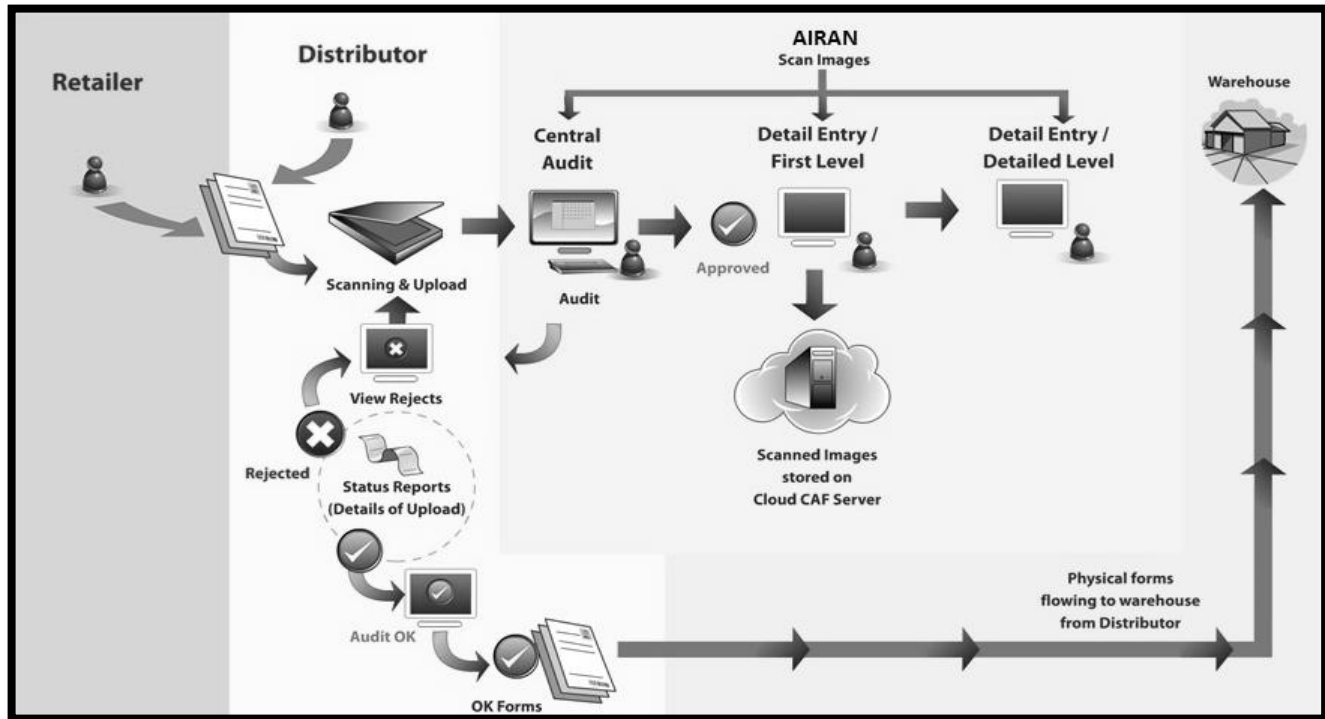 Retailer
Distributor
AIRAN
Scan Images
Warehouse
Central
Audit
Detail Entry /
First Level
Detail Entry /
Detailed Level
Scanning & Upload
Audit
Approved
View Rejects
Rejected
Status Reports
(Details of Upload)
Scanned Images
stored on
Cloud CAF Server
Audit OK
OK Forms
Physical forms
flowing to warehouse
from Distributor